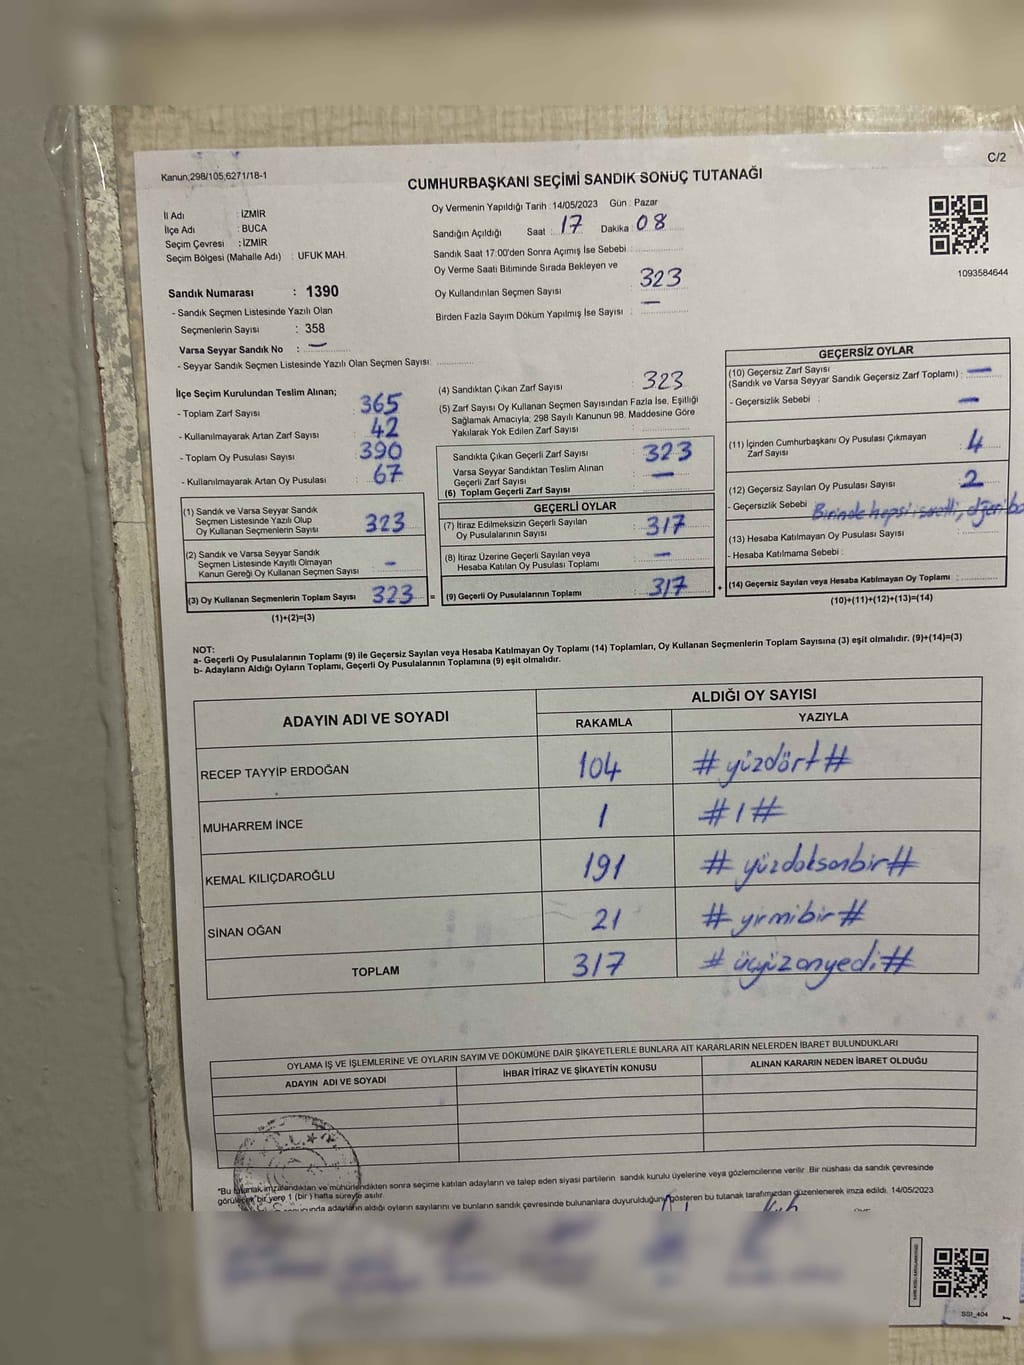 Kanun;298/105,6271/18-1
C/2
CUMHURBAŞKANI SEÇİMİ SANDIK SONUÇ TUTANAĞI
İl Adı : İZMİR
İlçe Adı : BUCA
Seçim Çevresi : İZMİR
Seçim Bölgesi (Mahalle Adı) : UFUK MAH.
Oy Vermenin Yapıldığı Tarih : 14/05/2023 Gün : Pazar
Sandığın Açıldığı Saat : 17 Dakika : 08
Sandık Saat 17:00'den Sonra Açımış İse Sebebi :
Oy Verme Saati Bitiminde Sırada Bekleyen ve
Oy Kullandırılan Seçmen Sayısı : 323
Birden Fazla Sayım Döküm Yapılmış İse Sayısı : —
1093584644
Sandık Numarası : 1390
- Sandık Seçmen Listesinde Yazılı Olan
Seçmenlerin Sayısı : 358
Varsa Seyyar Sandık No : —
- Seyyar Sandık Seçmen Listesinde Yazılı Olan Seçmen Sayısı:
İlçe Seçim Kurulundan Teslim Alınan;
- Toplam Zarf Sayısı : 365
- Kullanılmayarak Artan Zarf Sayısı : 42
- Toplam Oy Pusulası Sayısı : 390
- Kullanılmayarak Artan Oy Pusulası : 67
(4) Sandıktan Çıkan Zarf Sayısı : 323
(5) Zarf Sayısı Oy Kullanan Seçmen Sayısından Fazla İse, Eşitliği
Sağlamak Amacıyla; 298 Sayılı Kanunun 98. Maddesine Göre
Yakılarak Yok Edilen Zarf Sayısı :
Sandıkta Çıkan Geçerli Zarf Sayısı : 323
Varsa Seyyar Sandıktan Teslim Alınan
Geçerli Zarf Sayısı : —
(6) Toplam Geçerli Zarf Sayısı :
GEÇERSİZ OYLAR
(10) Geçersiz Zarf Sayısı
(Sandık ve Varsa Seyyar Sandık Geçersiz Zarf Toplamı) : —
- Geçersizlik Sebebi : —
(11) İçinden Cumhurbaşkanı Oy Pusulası Çıkmayan
Zarf Sayısı : 4
(12) Geçersiz Sayılan Oy Pusulası Sayısı : 2
- Geçersizlik Sebebi : Birinde hepsi işaretli, diğeri bo
(13) Hesaba Katılmayan Oy Pusulası Sayısı :
- Hesaba Katılmama Sebebi :
(14) Geçersiz Sayılan veya Hesaba Katılmayan Oy Toplamı :
(10)+(11)+(12)+(13)=(14)
(1) Sandık ve Varsa Seyyar Sandık
Seçmen Listesinde Yazılı Olup
Oy Kullanan Seçmenlerin Sayısı : 323
(2) Sandık ve Varsa Seyyar Sandık
Seçmen Listesinde Kayıtlı Olmayan
Kanun Gereği Oy Kullanan Seçmen Sayısı : -
(3) Oy Kullanan Seçmenlerin Toplam Sayısı 323 =
(1)+(2)=(3)
GEÇERLİ OYLAR
(7) İtiraz Edilmeksizin Geçerli Sayılan
Oy Pusulalarının Sayısı : 317
(8) İtiraz Üzerine Geçerli Sayılan veya
Hesaba Katılan Oy Pusulası Toplamı : —
(9) Geçerli Oy Pusulalarının Toplamı : 317 +
NOT:
a- Geçerli Oy Pusulalarının Toplamı (9) ile Geçersiz Sayılan veya Hesaba Katılmayan Oy Toplamı (14) Toplamları, Oy Kullanan Seçmenlerin Toplam Sayısına (3) eşit olmalıdır. (9)+(14)=(3)
b- Adayların Aldığı Oyların Toplamı, Geçerli Oy Pusulalarının Toplamına (9) eşit olmalıdır.
ADAYIN ADI VE SOYADI
ALDIĞI OY SAYISI
RAKAMLA YAZIYLA
RECEP TAYYİP ERDOĞAN 104 #yüzdört#
MUHARREM İNCE 1 #1#
KEMAL KILIÇDAROĞLU 191 #yüzdoksanbir#
SİNAN OĞAN 21 #yirmibir#
TOPLAM 317 #üçyüzonyedi#
OYLAMA İŞ VE İŞLEMLERİNE VE OYLARIN SAYIM VE DÖKÜMÜNE DAİR ŞİKAYETLERLE BUNLARA AİT KARARLARIN NELERDEN İBARET BULUNDUKLARI
ADAYIN ADI VE SOYADI İHBAR İTİRAZ VE ŞİKAYETİN KONUSU ALINAN KARARIN NEDEN İBARET OLDUĞU
"Bu tutanak imzalandıktan ve mühürlendikten sonra seçime katılan adayların ve talep eden siyasi partilerin sandık kurulu üyelerine veya gözlemcilerine verilir. Bir nüshası da sandık çevresinde
görülecek bir yere 1 (bir) hafta süreyle asılır.
sonucunda adayların aldığı oyların sayılarını ve bunların sandık çevresinde bulunanlara duyurulduğunu gösteren bu tutanak tarafımızdan düzenlenerek imza edildi. 14/05/2023
SSI_404